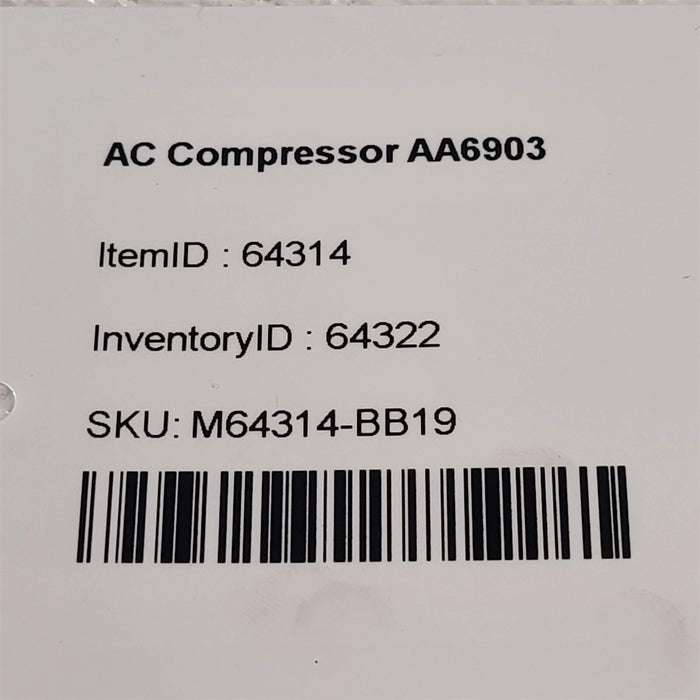 AC Compressor AA6903
ItemID : 64314
InventoryID : 64322
SKU: M64314-BB19